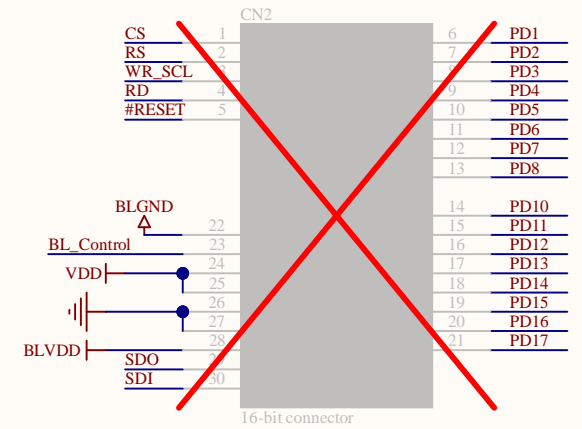 CN2
CS 1 6 PD1
RS 2 7 PD2
WR_SCL 3 8 PD3
RD 4 9 PD4
#RESET 5 10 PD5
11 PD6
12 PD7
13 PD8
BLGND 14 PD10
22 15 PD11
BL_Control 23 16 PD12
VDD 24 17 PD13
25 18 PD14
26 19 PD15
27 20 PD16
BLVDD 28 21 PD17
SDO 29
SDI 30
16-bit connector